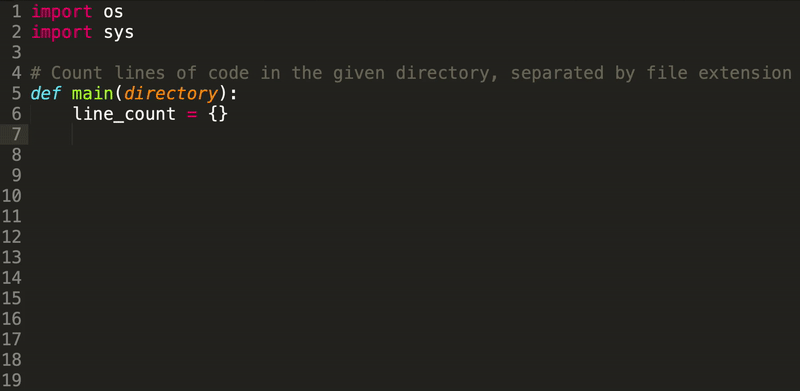 1 import os
2 import sys
3
4 # Count lines of code in the given directory, separated by file extension
5 def main(directory):
6     line_count = {}
7
8
9
10
11
12
13
14
15
16
17
18
19